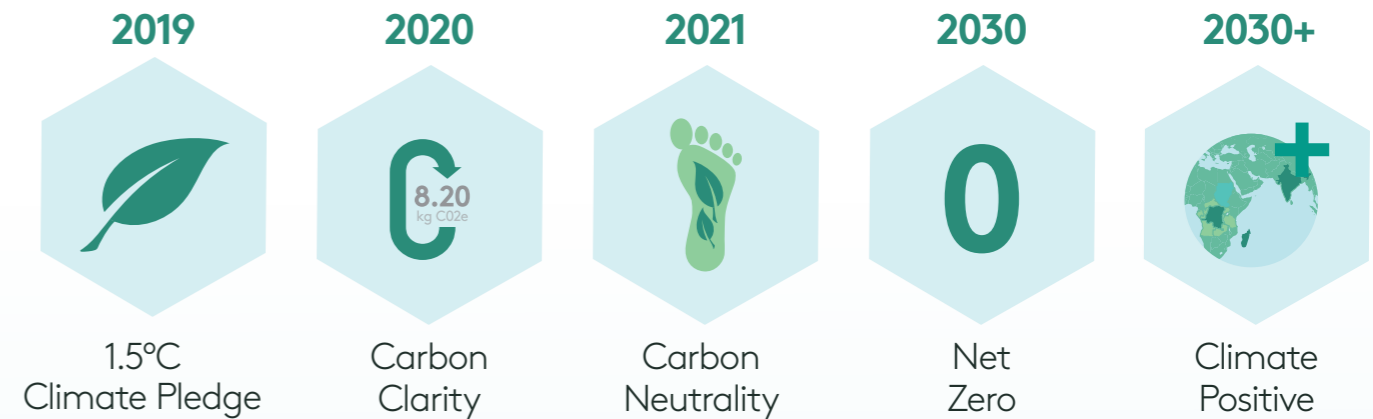 2019
2020
2021
2030
2030+
8.20
kg C02e
0
1.5°C
Climate Pledge
Carbon
Clarity
Carbon
Neutrality
Net
Zero
Climate
Positive